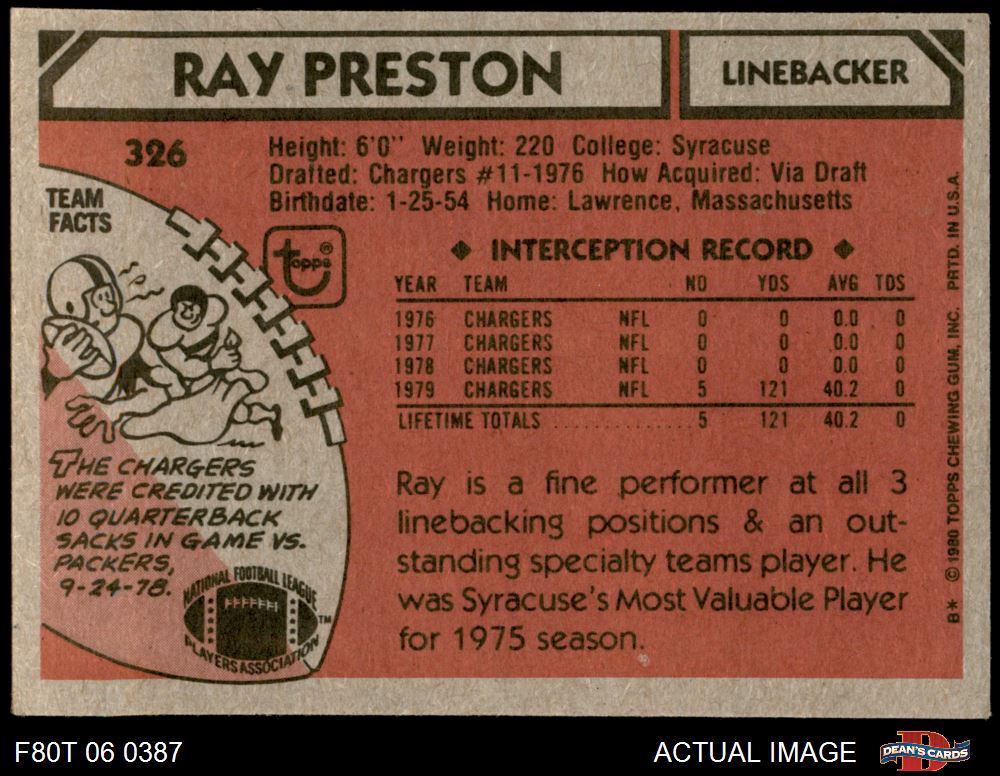 RAY PRESTON
LINEBACKER
326
Height: 6'0" Weight: 220 College: Syracuse
Drafted: Chargers #11-1976 How Acquired: Via Draft
Birthdate: 1-25-54 Home: Lawrence, Massachusetts
TEAM
FACTS
topps®
◆ INTERCEPTION RECORD ◆
YEAR TEAM NO YDS AVG TDS
1976 CHARGERS NFL 0 0 0.0 0
1977 CHARGERS NFL 0 0 0.0 0
1978 CHARGERS NFL 0 0 0.0 0
1979 CHARGERS NFL 5 121 40.2 0
LIFETIME TOTALS .............. 5 121 40.2 0
THE CHARGERS
WERE CREDITED WITH
10 QUARTERBACK
SACKS IN GAME VS.
PACKERS,
9-24-78.
NATIONAL FOOTBALL LEAGUE
PLAYERS ASSOCIATION
TM
Ray is a fine performer at all 3
linebacking positions & an out-
standing specialty teams player. He
was Syracuse's Most Valuable Player
for 1975 season.
B* © 1980 TOPPS CHEWING GUM, INC. PRTD. IN U.S.A.
F80T 06 0387
ACTUAL IMAGE
DEAN'S CARDS